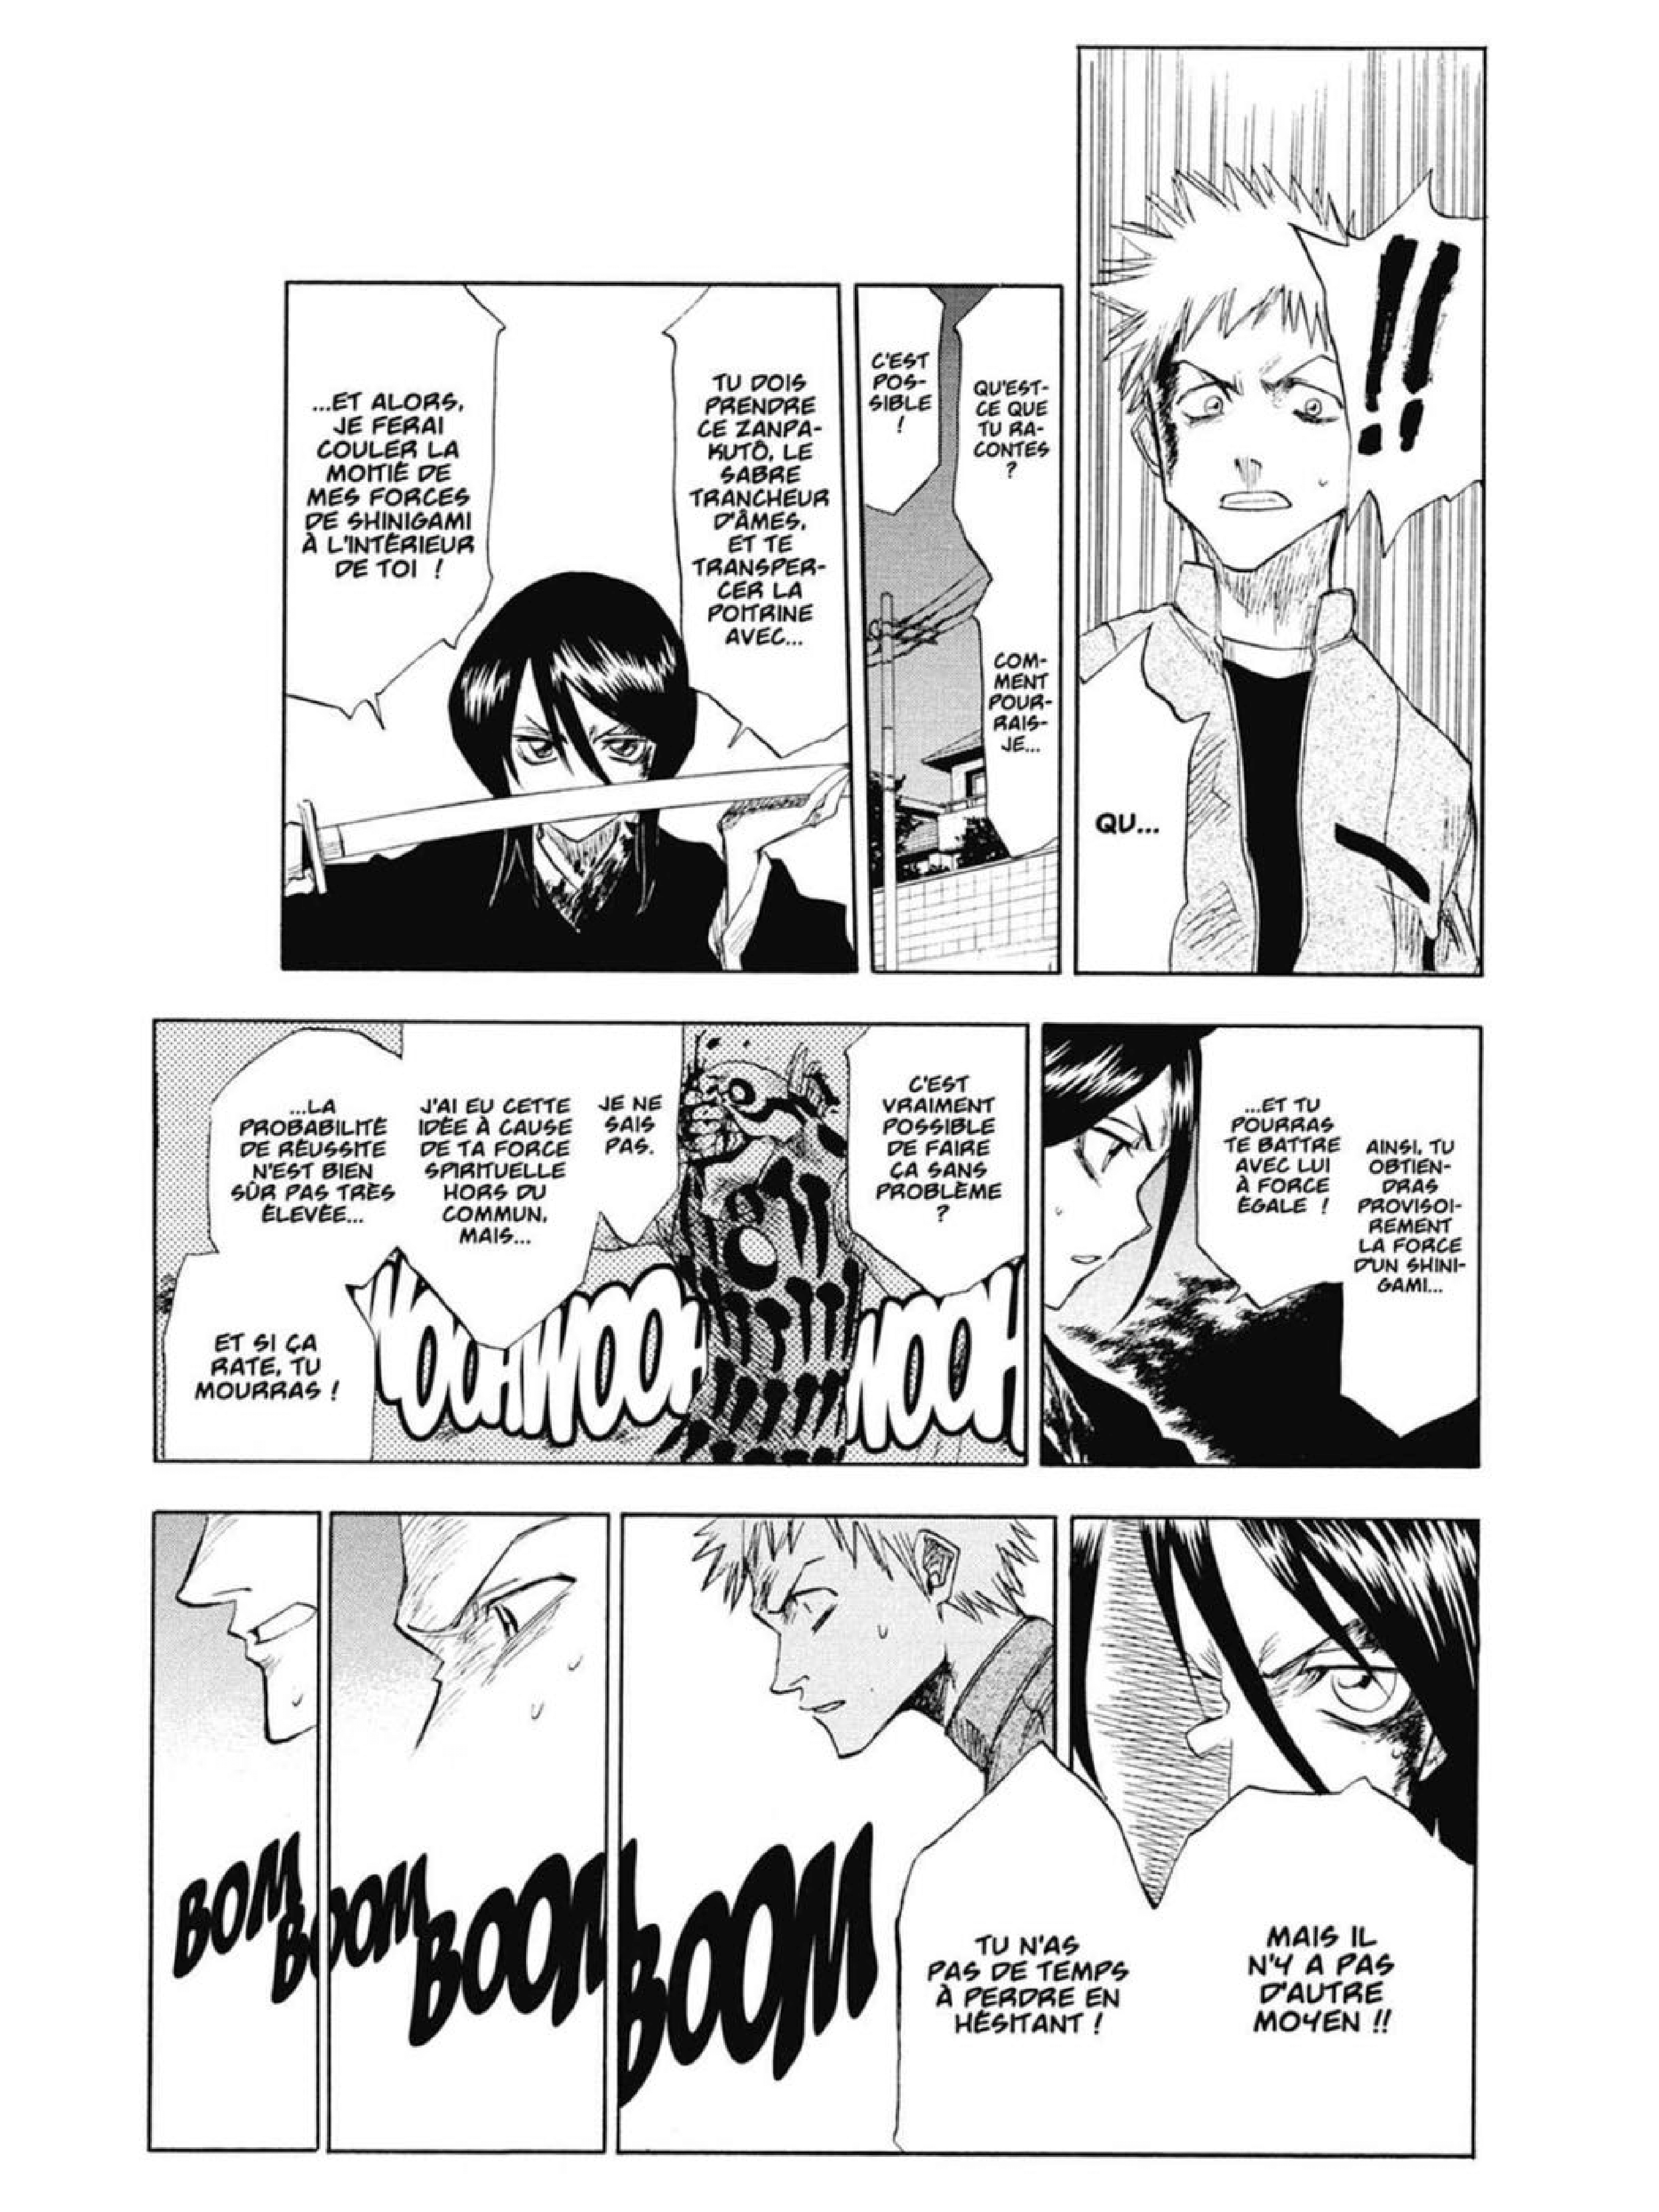 !!
QU...
QU'EST-
CE QUE
TU RA-
CONTES
?
COM-
MENT
POUR-
RAIS-
JE...
C'EST
POS-
SIBLE
!
TU DOIS
PRENDRE
CE ZANPA-
KUTÔ, LE
SABRE
TRANCHEUR
D'ÂMES,
ET TE
TRANSPER-
CER LA
POITRINE
AVEC...
...ET ALORS,
JE FERAI
COULER LA
MOITIÉ DE
MES FORCES
DE SHINIGAMI
À L'INTÉRIEUR
DE TOI !
AINSI, TU
OBTIEN-
DRAS
PROVISOI-
REMENT
LA FORCE
D'UN SHINI-
GAMI...
...ET TU
POURRAS
TE BATTRE
AVEC LUI
À FORCE
ÉGALE !
C'EST
VRAIMENT
POSSIBLE
DE FAIRE
ÇA SANS
PROBLÈME
?
JE NE
SAIS
PAS.
J'AI EU CETTE
IDÉE À CAUSE
DE TA FORCE
SPIRITUELLE
HORS DU
COMMUN,
MAIS...
...LA
PROBABILITÉ
DE RÉUSSITE
N'EST BIEN
SÛR PAS TRÈS
ÉLEVÉE...
ET SI ÇA
RATE, TU
MOURRAS !
WOOH
WOOHWOOH
MAIS IL
N'Y A PAS
D'AUTRE
MOYEN !!
TU N'AS
PAS DE TEMPS
À PERDRE EN
HÉSITANT !
BOOM
BOOM
BOOM
BOM